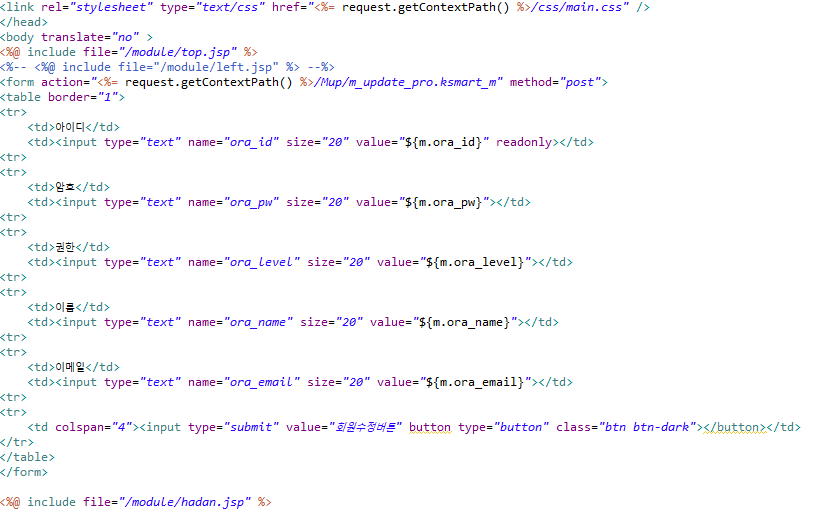 <link rel="stylesheet" type="text/css" href="<%= request.getContextPath() %>/css/main.css" />
</head>
<body translate="no" >
<%@ include file="/module/top.jsp" %>
<%-- <%@ include file="/module/left.jsp" %> --%>
<form action="<%= request.getContextPath() %>/Mup/m_update_pro.ksmart_m" method="post">
<table border="1">
<tr>
    <td>아이디</td>
    <td><input type="text" name="ora_id" size="20" value="${m.ora_id}" readonly></td>
<tr>
<tr>
    <td>암호</td>
    <td><input type="text" name="ora_pw" size="20" value="${m.ora_pw}"></td>
<tr>
<tr>
    <td>권한</td>
    <td><input type="text" name="ora_level" size="20" value="${m.ora_level}"></td>
<tr>
<tr>
    <td>이름</td>
    <td><input type="text" name="ora_name" size="20" value="${m.ora_name}"></td>
<tr>
<tr>
    <td>이메일</td>
    <td><input type="text" name="ora_email" size="20" value="${m.ora_email}"></td>
<tr>
<tr>
    <td colspan="4"><input type="submit" value="회원수정버튼" button type="button" class="btn btn-dark"></button></td>
</tr>
</table>
</form>
<%@ include file="/module/hadan.jsp" %>